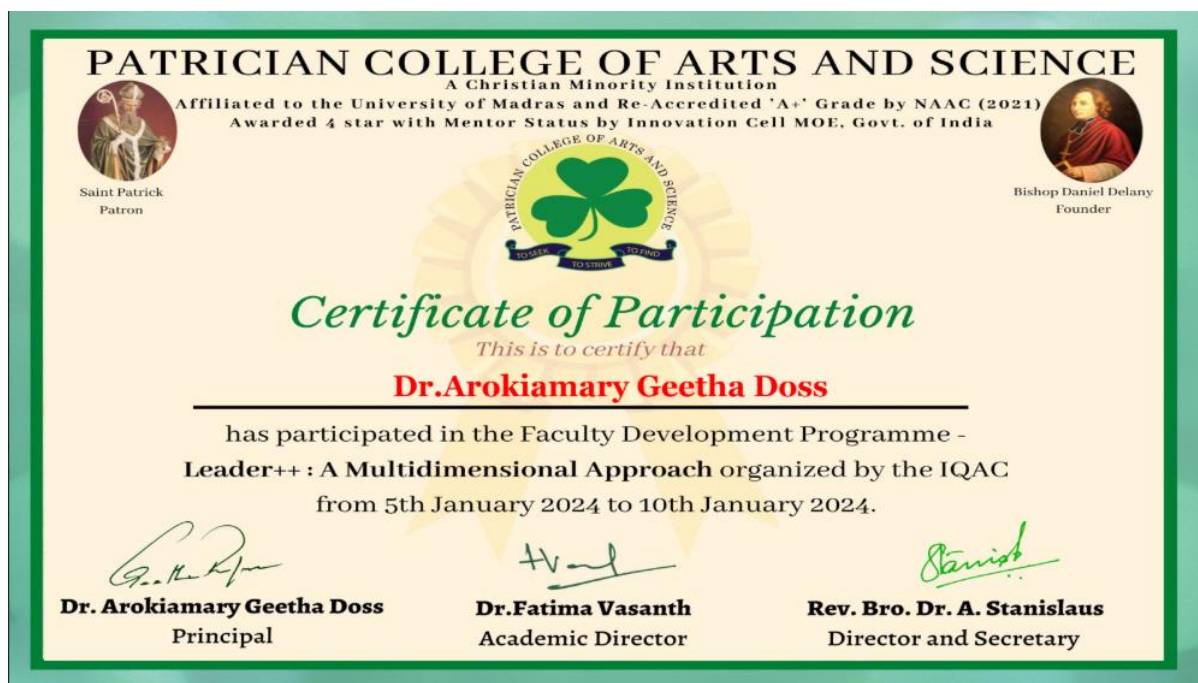 PATRICIAN COLLEGE OF ARTS AND SCIENCE
A Christian Minority Institution
Affiliated to the University of Madras and Re-Accredited 'A+' Grade by NAAC (2021)
Awarded 4 star with Mentor Status by Innovation Cell MOE, Govt. of India
Saint Patrick
Patron
PATRICIAN COLLEGE OF ARTS AND SCIENCE
TO SEEK TO STRIVE TO FIND
Bishop Daniel Delany
Founder
Certificate of Participation
This is to certify that
Dr.Arokiamary Geetha Doss
has participated in the Faculty Development Programme -
Leader++ : A Multidimensional Approach organized by the IQAC
from 5th January 2024 to 10th January 2024.
Stanish
Dr. Arokiamary Geetha Doss
Principal
Dr.Fatima Vasanth
Academic Director
Rev. Bro. Dr. A. Stanislaus
Director and Secretary